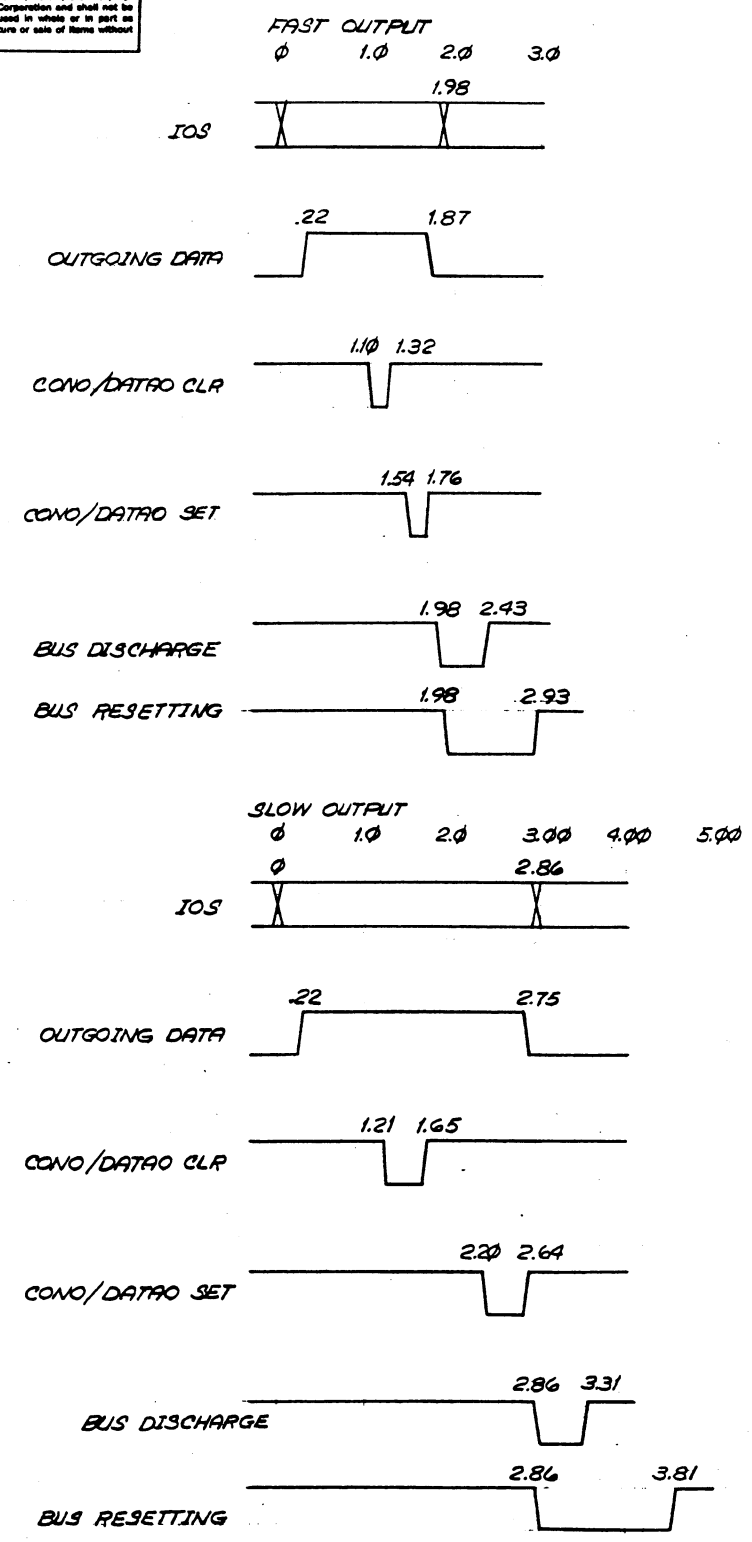 Corporation and shall not be
used in whole or in part as
ture or sale of items without
FAST OUTPUT
Ø 1.Ø 2.Ø 3.Ø
1.98
IOS
.22 1.87
OUTGOING DATA
1.1Ø 1.32
CONO/DATAO CLR
1.54 1.76
CONO/DATAO SET
1.98 2.43
BUS DISCHARGE
1.98 2.93
BUS RESETTING
SLOW OUTPUT
Ø 1.Ø 2.Ø 3.ØØ 4.ØØ 5.ØØ
Ø 2.86
IOS
.22 2.75
OUTGOING DATA
1.21 1.65
CONO/DATAO CLR
2.2Ø 2.64
CONO/DATAO SET
2.86 3.31
BUS DISCHARGE
2.86 3.81
BUS RESETTING